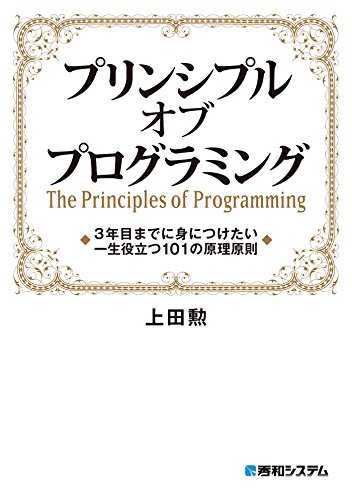 プリンシプル
オブ
プログラミング
The Principles of Programming
3年目までに身につけたい
一生役立つ101の原理原則
上田勲
秀和システム